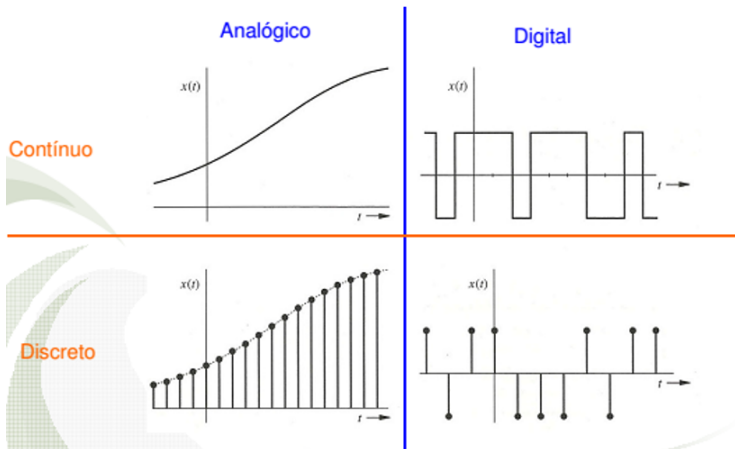 Analógico
Digital
x(t)
x(t)
Contínuo
t
t
x(t)
x(t)
Discreto
t
t